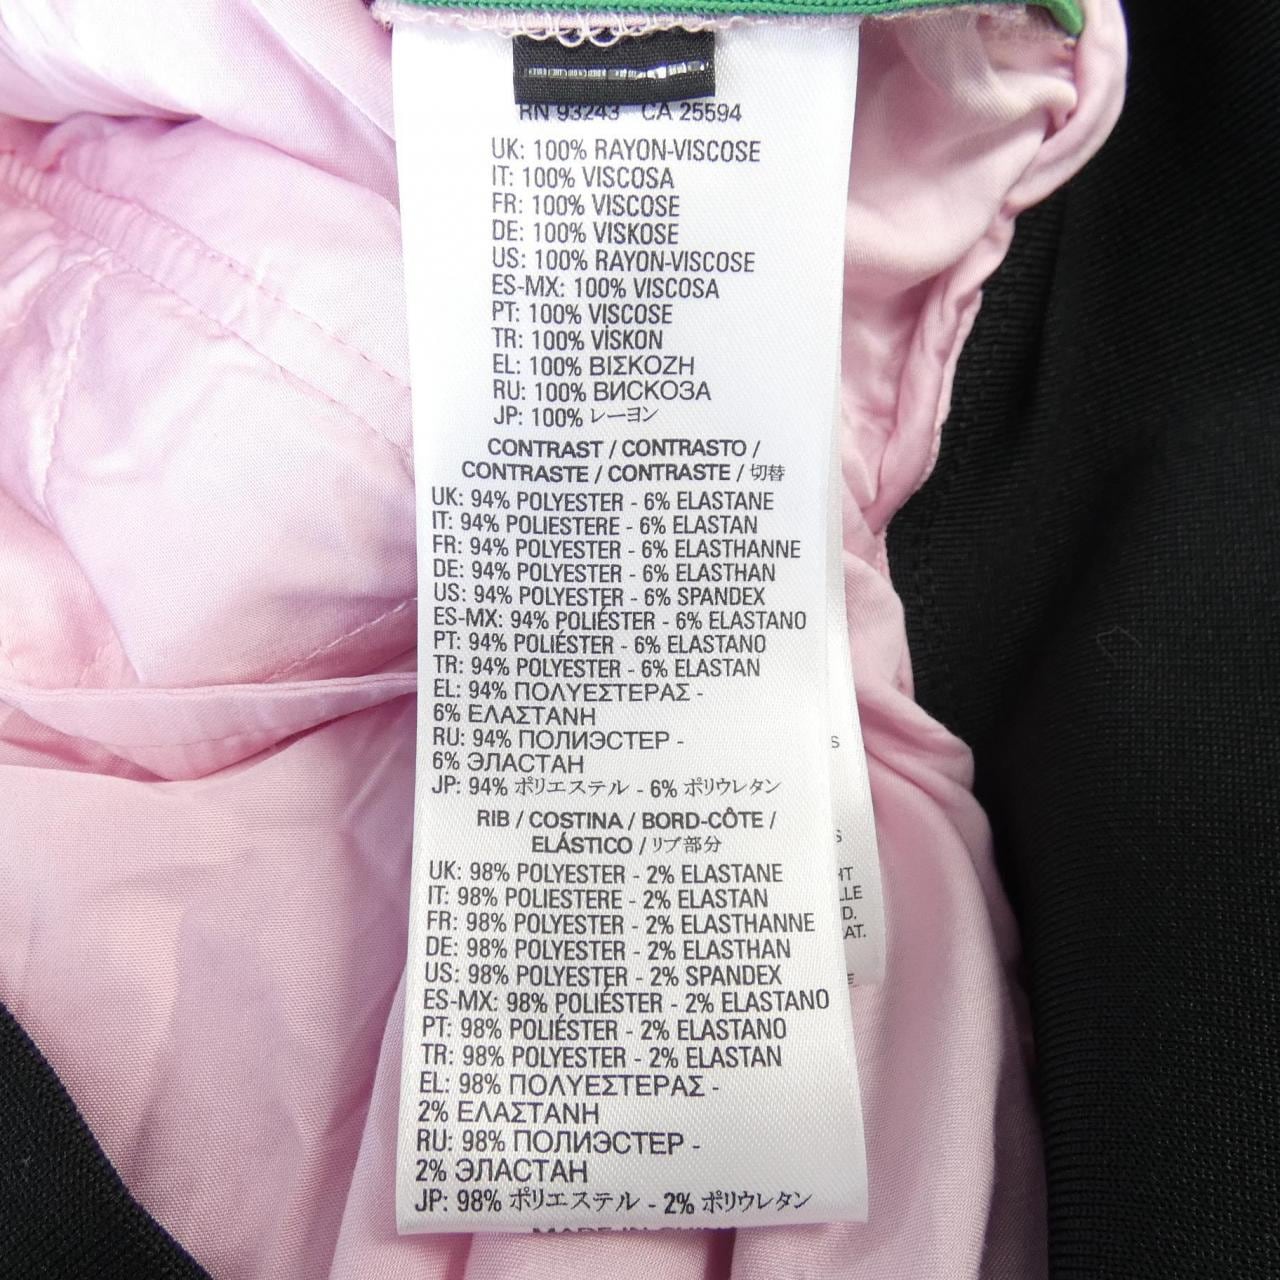 RN 93243 CA 25594
UK: 100% RAYON-VISCOSE
IT: 100% VISCOSA
FR: 100% VISCOSE
DE: 100% VISKOSE
US: 100% RAYON-VISCOSE
ES-MX: 100% VISCOSA
PT: 100% VISCOSE
TR: 100% VİSKON
EL: 100% ΒΙΣΚΟΖΗ
RU: 100% ВИСКОЗА
JP: 100% レーヨン
CONTRAST / CONTRASTO /
CONTRASTE / CONTRASTE / 切替
UK: 94% POLYESTER - 6% ELASTANE
IT: 94% POLIESTERE - 6% ELASTAN
FR: 94% POLYESTER - 6% ELASTHANNE
DE: 94% POLYESTER - 6% ELASTHAN
US: 94% POLYESTER - 6% SPANDEX
ES-MX: 94% POLIÉSTER - 6% ELASTANO
PT: 94% POLIÉSTER - 6% ELASTANO
TR: 94% POLYESTER - 6% ELASTAN
EL: 94% ΠΟΛΥΕΣΤΕΡΑΣ -
6% ΕΛΑΣΤΑΝΗ
RU: 94% ПОЛИЭСТЕР -
6% ЭЛАСТАН
JP: 94% ポリエステル - 6% ポリウレタン
RIB / COSTINA / BORD-CÔTE /
ELÁSTICO / リブ部分
UK: 98% POLYESTER - 2% ELASTANE
IT: 98% POLIESTERE - 2% ELASTAN
FR: 98% POLYESTER - 2% ELASTHANNE
DE: 98% POLYESTER - 2% ELASTHAN
US: 98% POLYESTER - 2% SPANDEX
ES-MX: 98% POLIÉSTER - 2% ELASTANO
PT: 98% POLIÉSTER - 2% ELASTANO
TR: 98% POLYESTER - 2% ELASTAN
EL: 98% ΠΟΛΥΕΣΤΕΡΑΣ -
2% ΕΛΑΣΤΑΝΗ
RU: 98% ПОЛИЭСТЕР -
2% ЭЛАСТАН
JP: 98% ポリエステル - 2% ポリウレタン